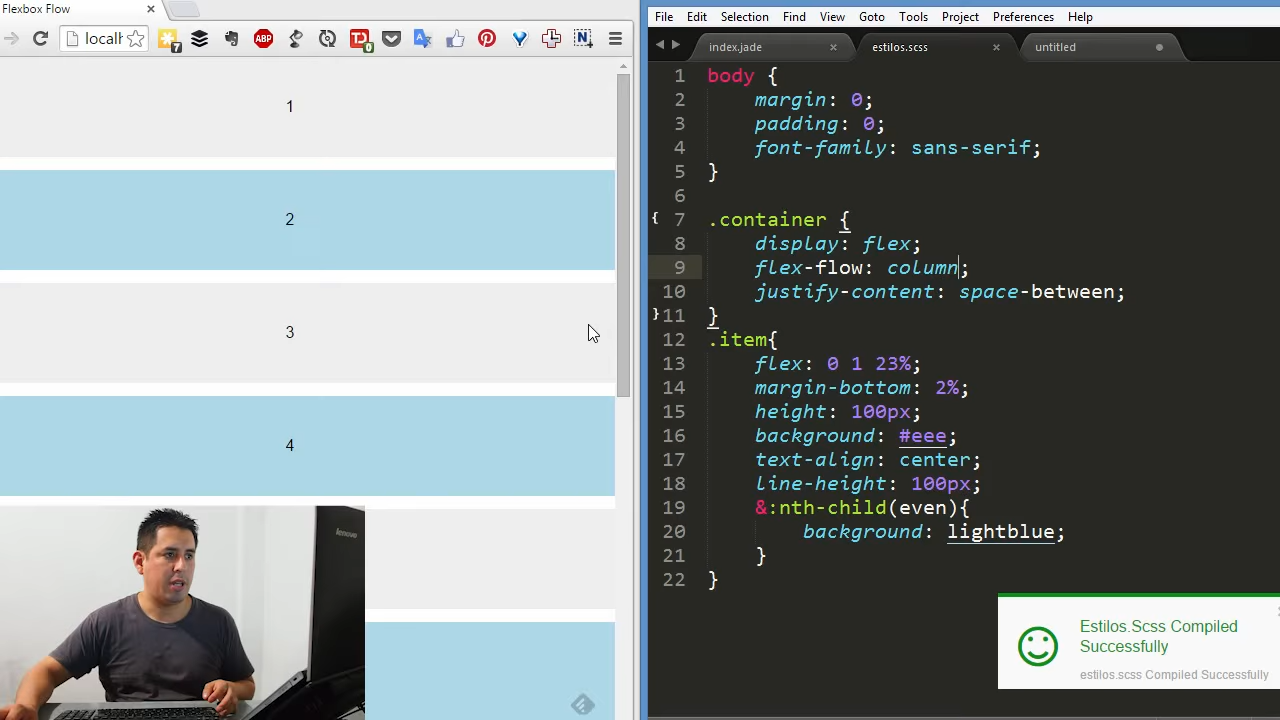 Flexbox Flow
localh
7
ABP
0
N
1
2
3
4
lenovo
File Edit Selection Find View Goto Tools Project Preferences Help
index.jade
estilos.scss
untitled
1 body {
2 margin: 0;
3 padding: 0;
4 font-family: sans-serif;
5 }
6
7 .container {
8 display: flex;
9 flex-flow: column;
10 justify-content: space-between;
11 }
12 .item{
13 flex: 0 1 23%;
14 margin-bottom: 2%;
15 height: 100px;
16 background: #eee;
17 text-align: center;
18 line-height: 100px;
19 &:nth-child(even){
20 background: lightblue;
21 }
22 }
Estilos.Scss Compiled
Successfully
estilos.scss Compiled Successfully